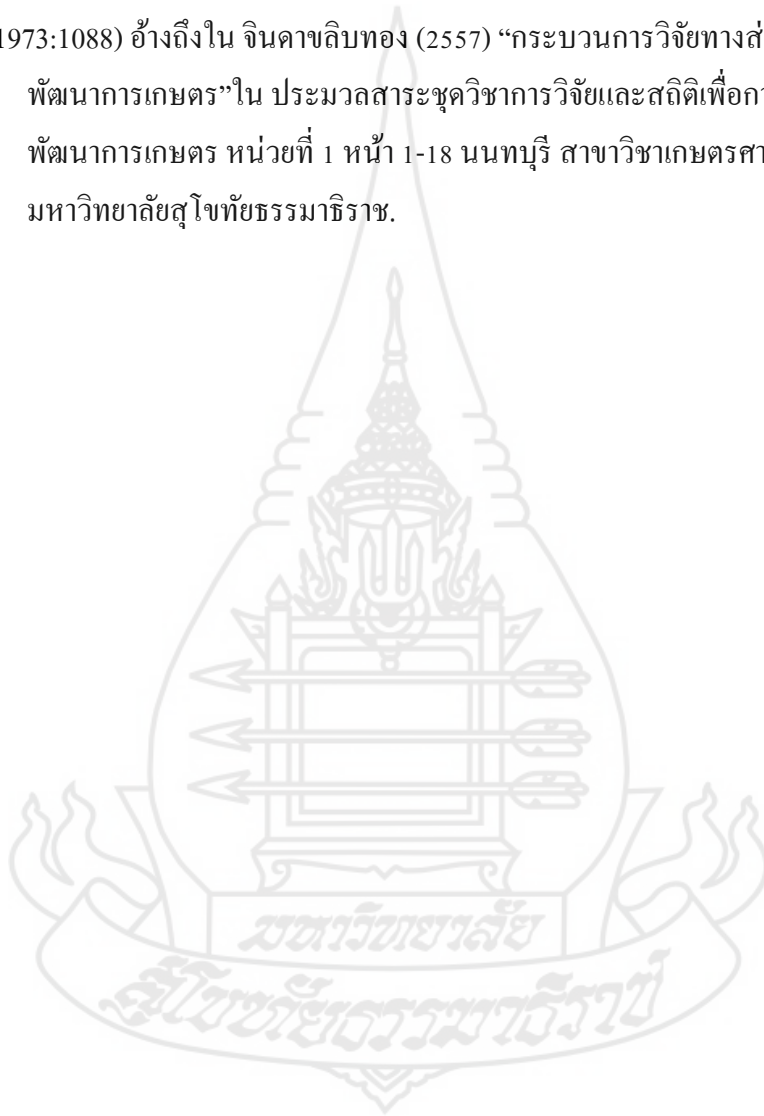 1973:1088) อ้างถึงใน จินดาขลิบทอง (2557) “กระบวนการวิจัยทางส่
พัฒนาการเกษตร”ใน ประมวลสาระชุดวิชาการวิจัยและสถิติเพื่อกา
พัฒนาการเกษตร หน่วยที่ 1 หน้า 1-18 นนทบุรี สาขาวิชาเกษตรศา
มหาวิทยาลัยสุโขทัยธรรมาธิราช.
มหาวิทยาลัย
สุโขทัยธรรมาธิราช